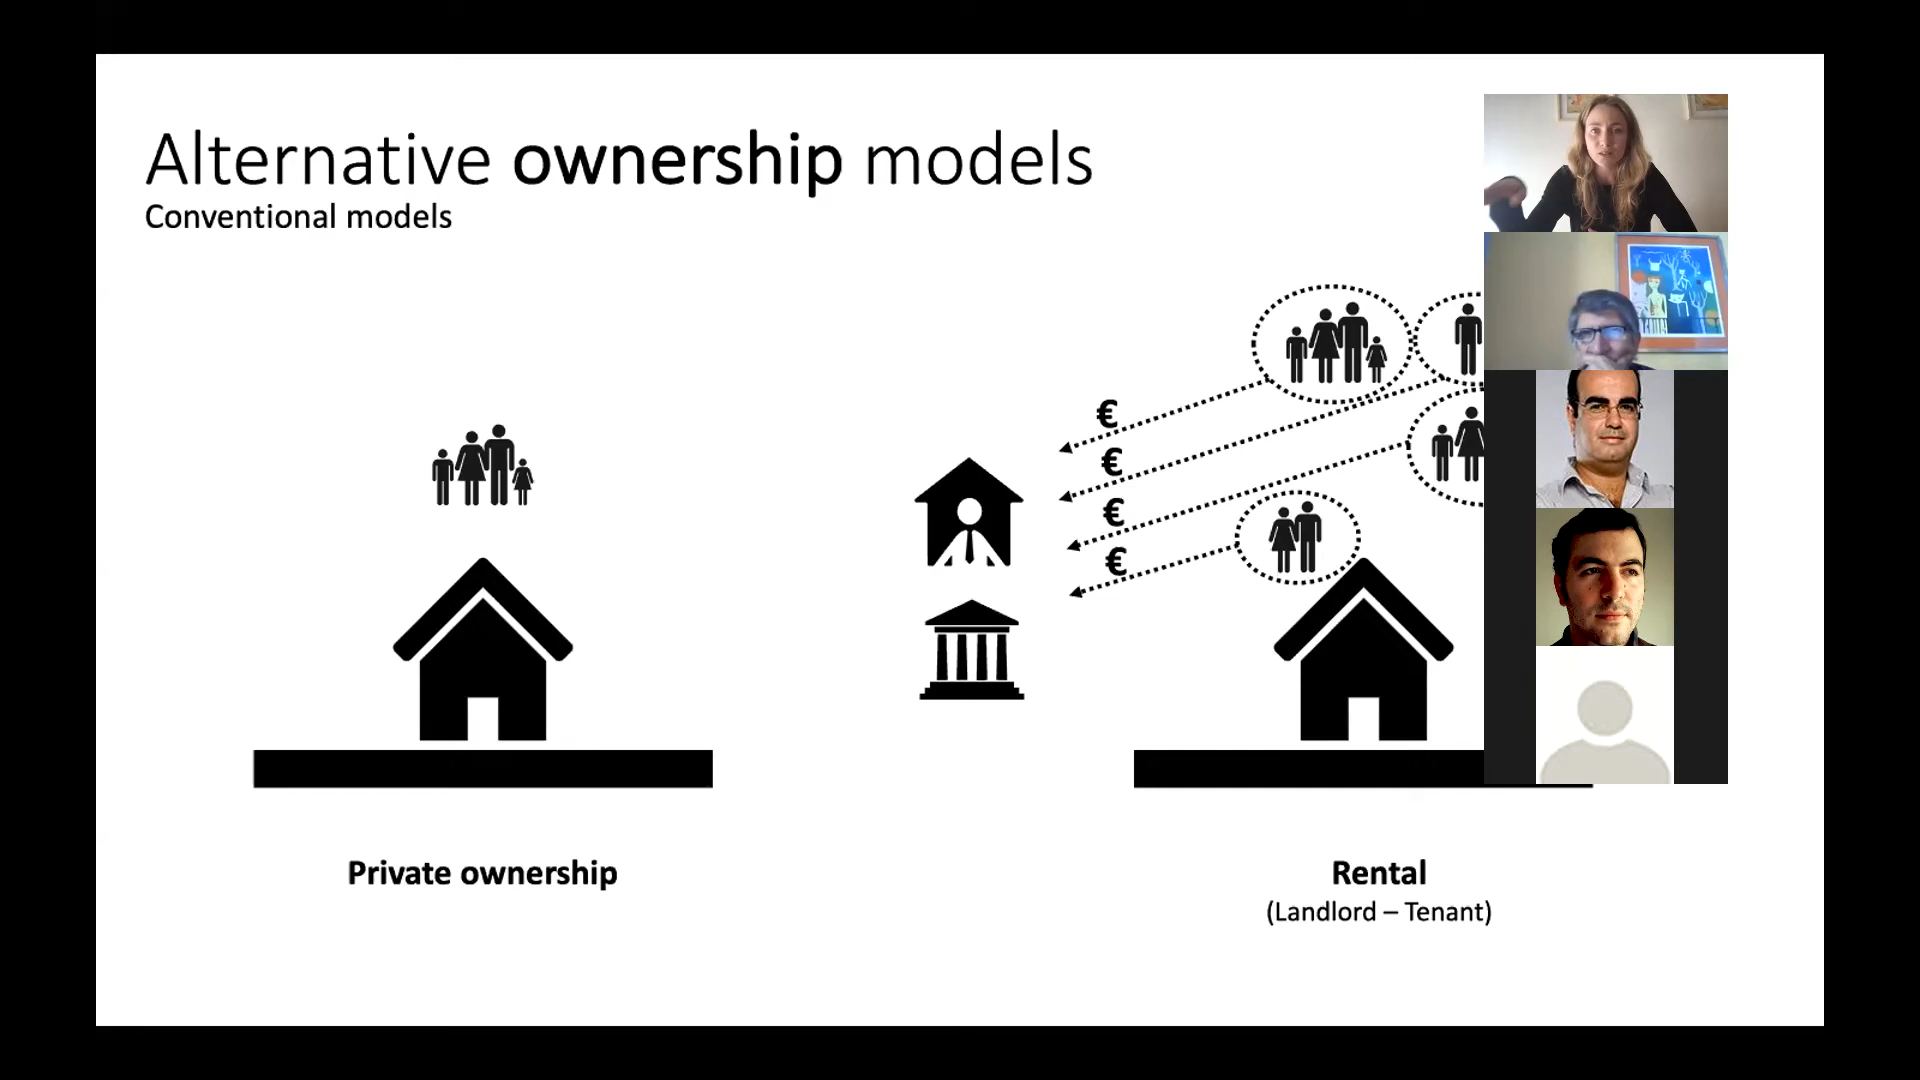 Alternative ownership models
Conventional models
€
€
€
€
Private ownership
Rental
(Landlord – Tenant)